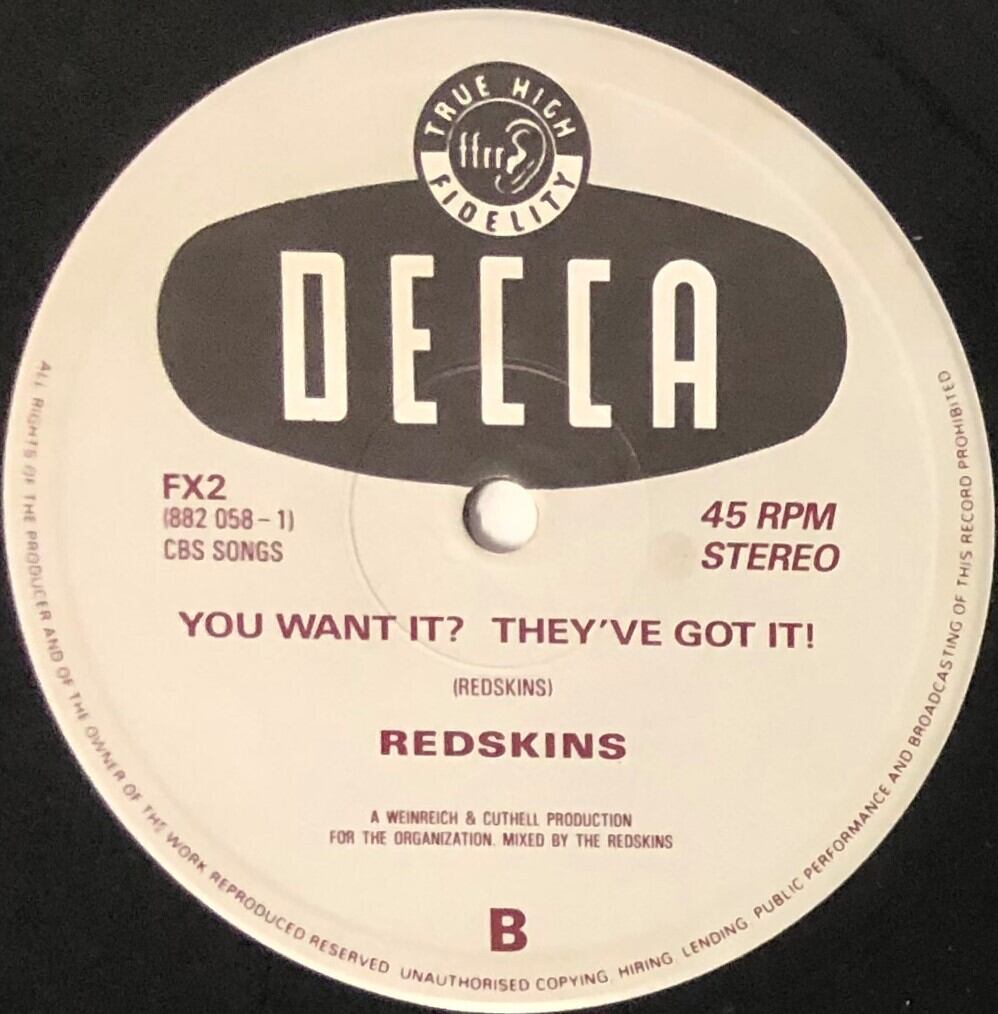 TRUE HIGH
ffrr
FIDELITY
DECCA
FX2
(882 058-1)
CBS SONGS
45 RPM
STEREO
YOU WANT IT? THEY'VE GOT IT!
(REDSKINS)
REDSKINS
A WEINREICH & CUTHELL PRODUCTION
FOR THE ORGANIZATION. MIXED BY THE REDSKINS
B
ALL RIGHTS OF THE PRODUCER AND OF THE OWNER OF THE WORK REPRODUCED RESERVED UNAUTHORISED COPYING, HIRING, LENDING, PUBLIC PERFORMANCE AND BROADCASTING OF THIS RECORD PROHIBITED